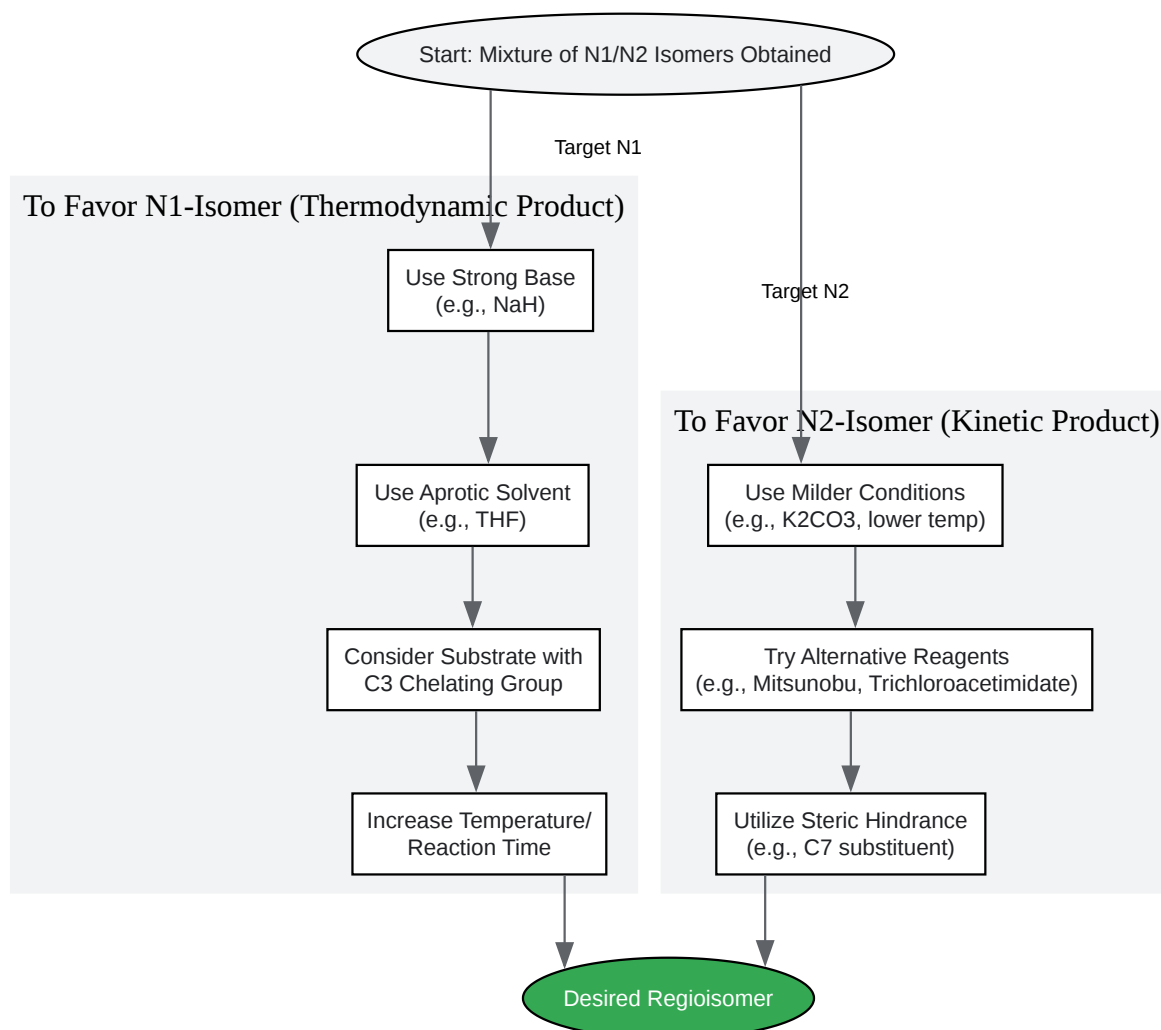 Start: Mixture of N1/N2 Isomers Obtained
Target N1
To Favor N1-Isomer (Thermodynamic Product)
Use Strong Base
(e.g., NaH)
Use Aprotic Solvent
(e.g., THF)
Consider Substrate with
C3 Chelating Group
Increase Temperature/
Reaction Time
Target N2
To Favor N2-Isomer (Kinetic Product)
Use Milder Conditions
(e.g., K2CO3, lower temp)
Try Alternative Reagents
(e.g., Mitsunobu, Trichloroacetimidate)
Utilize Steric Hindrance
(e.g., C7 substituent)
Desired Regioisomer